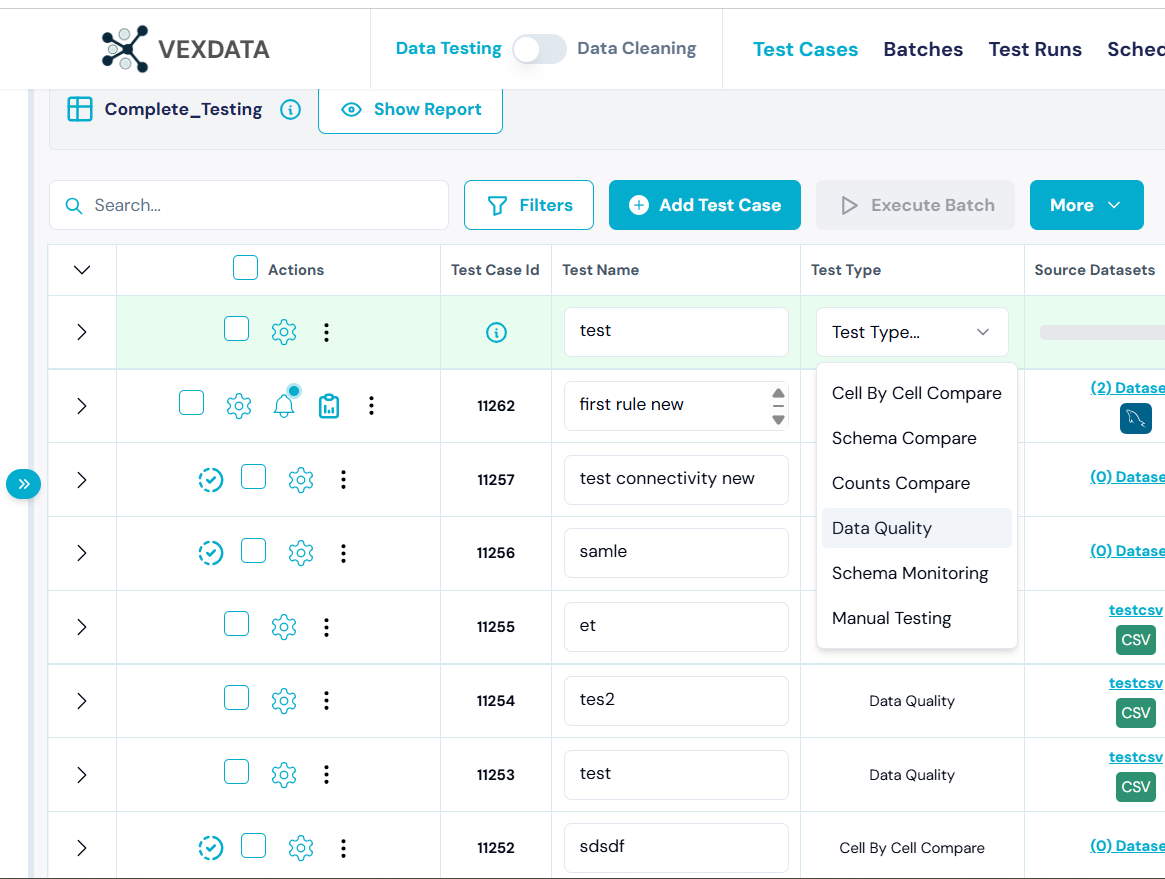 VEXDATA
Data Testing Data Cleaning
Test Cases Batches Test Runs Sched
Complete_Testing Show Report
Search... Filters Add Test Case Execute Batch More
Actions Test Case Id Test Name Test Type Source Datasets
test Test Type...
Cell By Cell Compare
Schema Compare
Counts Compare
Data Quality
Schema Monitoring
Manual Testing
11262 first rule new (2) Datase
11257 test connectivity new (0) Datase
11256 samle (0) Datase
11255 et testcsv
CSV
11254 tes2 Data Quality testcsv
CSV
11253 test Data Quality testcsv
CSV
11252 sdsdf Cell By Cell Compare (0) Datase